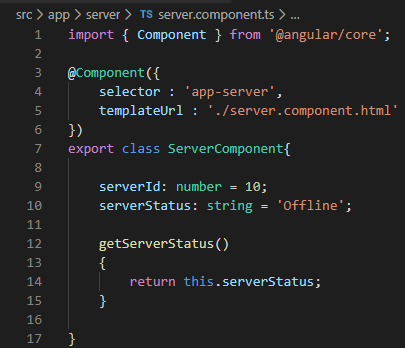 src > app > server > TS server.component.ts > ...
1 import { Component } from '@angular/core';
2
3 @Component({
4     selector : 'app-server',
5     templateUrl : './server.component.html'
6 })
7 export class ServerComponent{
8
9     serverId: number = 10;
10     serverStatus: string = 'Offline';
11
12     getServerStatus()
13     {
14         return this.serverStatus;
15     }
16
17 }